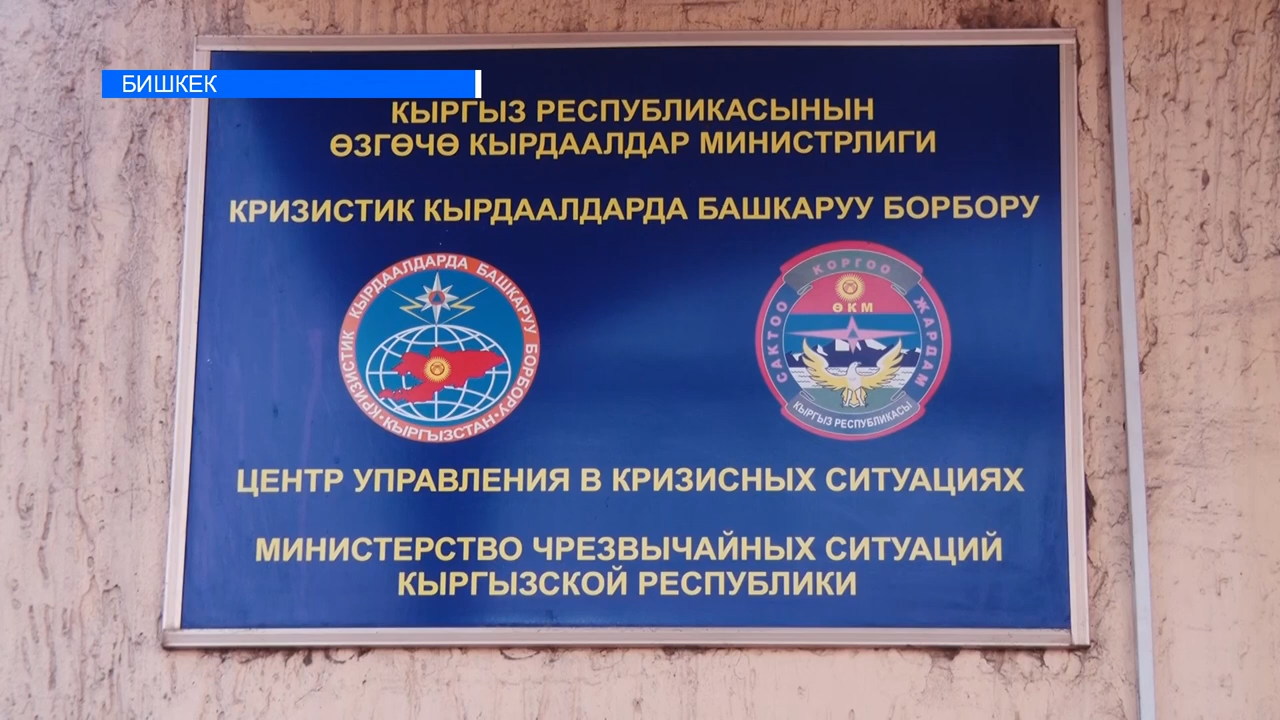 БИШКЕК
КЫРГЫЗ РЕСПУБЛИКАСЫНЫН
ӨЗГӨЧӨ КЫРДААЛДАР МИНИСТРЛИГИ
КРИЗИСТИК КЫРДААЛДАРДА БАШКАРУУ БОРБОРУ
КРИЗИСТИК КЫРДААЛДАРДА БАШКАРУУ БОРБОРУ
КЫРГЫЗСТАН
САКТОО КОРГОО ЖАРДАМ
ӨКМ
КЫРГЫЗ РЕСПУБЛИКАСЫ
ЦЕНТР УПРАВЛЕНИЯ В КРИЗИСНЫХ СИТУАЦИЯХ
МИНИСТЕРСТВО ЧРЕЗВЫЧАЙНЫХ СИТУАЦИЙ
КЫРГЫЗСКОЙ РЕСПУБЛИКИ